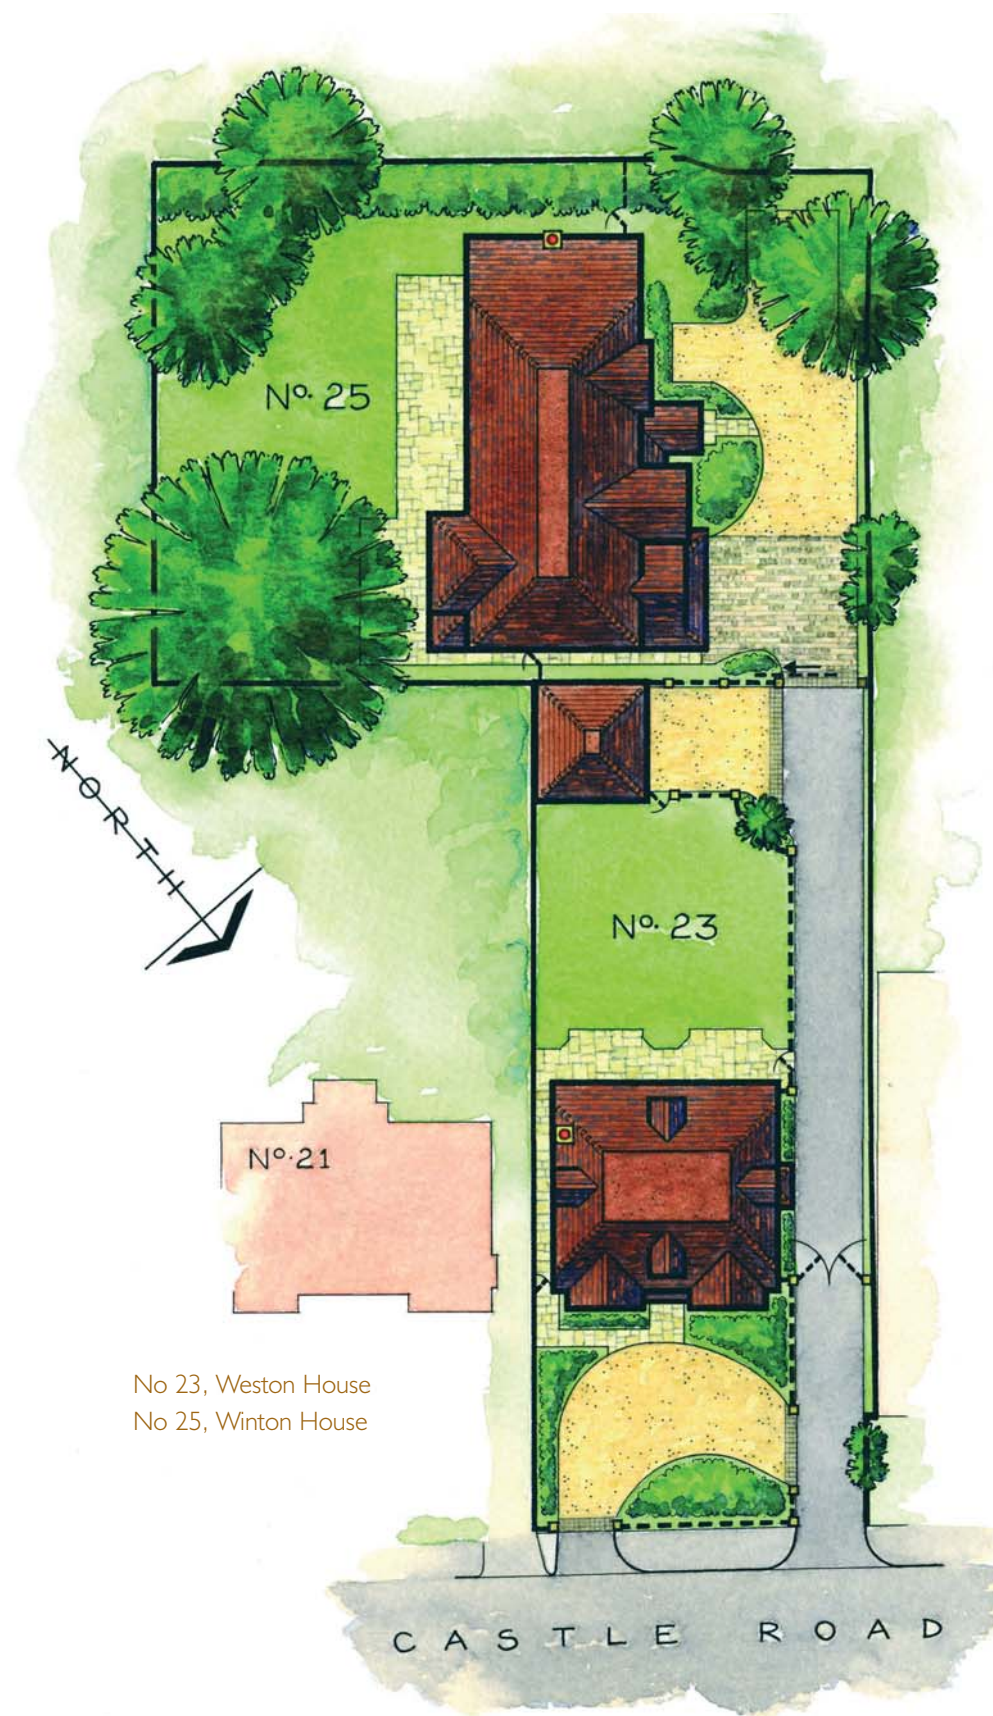 No. 25
NORTH
No. 23
No. 21
No 23, Weston House
No 25, Winton House
CASTLE ROAD